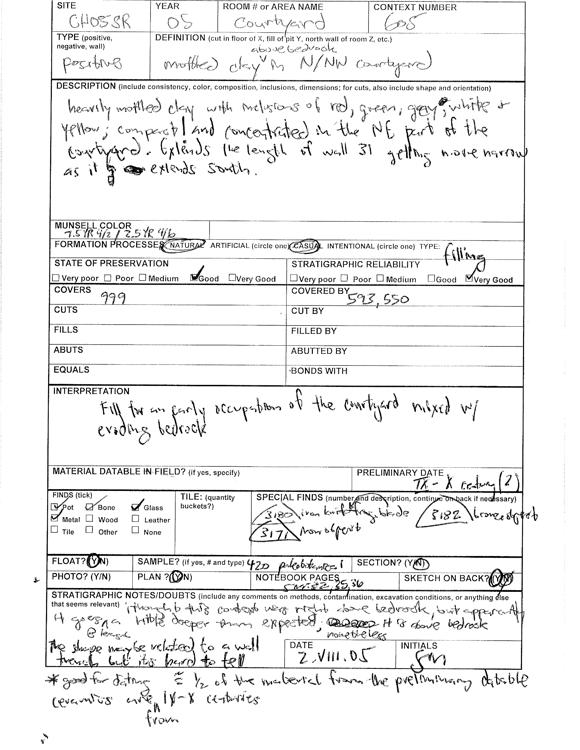 SITE YEAR ROOM # or AREA NAME CONTEXT NUMBER
CH05SR 05 Courtyard 605
TYPE (positive, negative, wall) DEFINITION (cut in floor of X, fill of pit Y, north wall of room Z, etc.)
above bedrock
positive mottled clay ˅ in N/NW courtyard
DESCRIPTION (include consistency, color, composition, inclusions, dimensions; for cuts, also include shape and orientation)
heavily mottled clay with inclusions of red, green, grey, white +
yellow; compact and concentrated in the NE part of the
courtyard. Extends the length of wall 31 getting more narrow
as it extends south.
MUNSELL COLOR
7.5YR 4/2 / 2.5YR 4/6
FORMATION PROCESSES NATURAL ARTIFICIAL (circle one) CASUAL INTENTIONAL (circle one) TYPE: filling
STATE OF PRESERVATION STRATIGRAPHIC RELIABILITY
Very poor Poor Medium Good Very Good Very poor Poor Medium Good Very Good
COVERS 999 COVERED BY 593, 550
CUTS CUT BY
FILLS FILLED BY
ABUTS ABUTTED BY
EQUALS BONDS WITH
INTERPRETATION
Fill for an early occupation of the courtyard mixed w/
eroding bedrock
MATERIAL DATABLE IN FIELD? (if yes, specify) PRELIMINARY DATE
IX - X century (2)
FINDS (tick) TILE: (quantity buckets?) SPECIAL FINDS (number and description, continue on back if necessary)
Pot Bone Glass
Metal Wood Leather
Tile Other None
3180 iron knife blade 3182 bronze object
3171 iron object
FLOAT? (Y/N) SAMPLE? (if yes, # and type) 420 SECTION? (Y/N)
PHOTO? (Y/N) PLAN? (Y/N) NOTEBOOK PAGES SKETCH ON BACK? (Y/N)
STRATIGRAPHIC NOTES/DOUBTS (include any comments on methods, contamination, excavation conditions, or anything else
that seems relevant) I thought this context was right above bedrock, but apparently
it goes a little deeper than expected, it is above bedrock
nonetheless
The shape may be related to a wall
trench but it's hard to tell
DATE INITIALS
2.VIII.05 SM
* good for dating ≈ 1/2 of the material from the preliminary datable
ceramics are from IX-X centuries